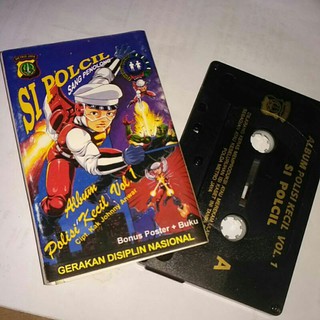 SI POLCIL
SANG PENOLONG
Album
Polisi Kecil Vol. 1
Bonus Poster + Buku
GERAKAN DISIPLIN NASIONAL
ALBUM POLISI KECIL VOL. 1
SI POLCIL
A